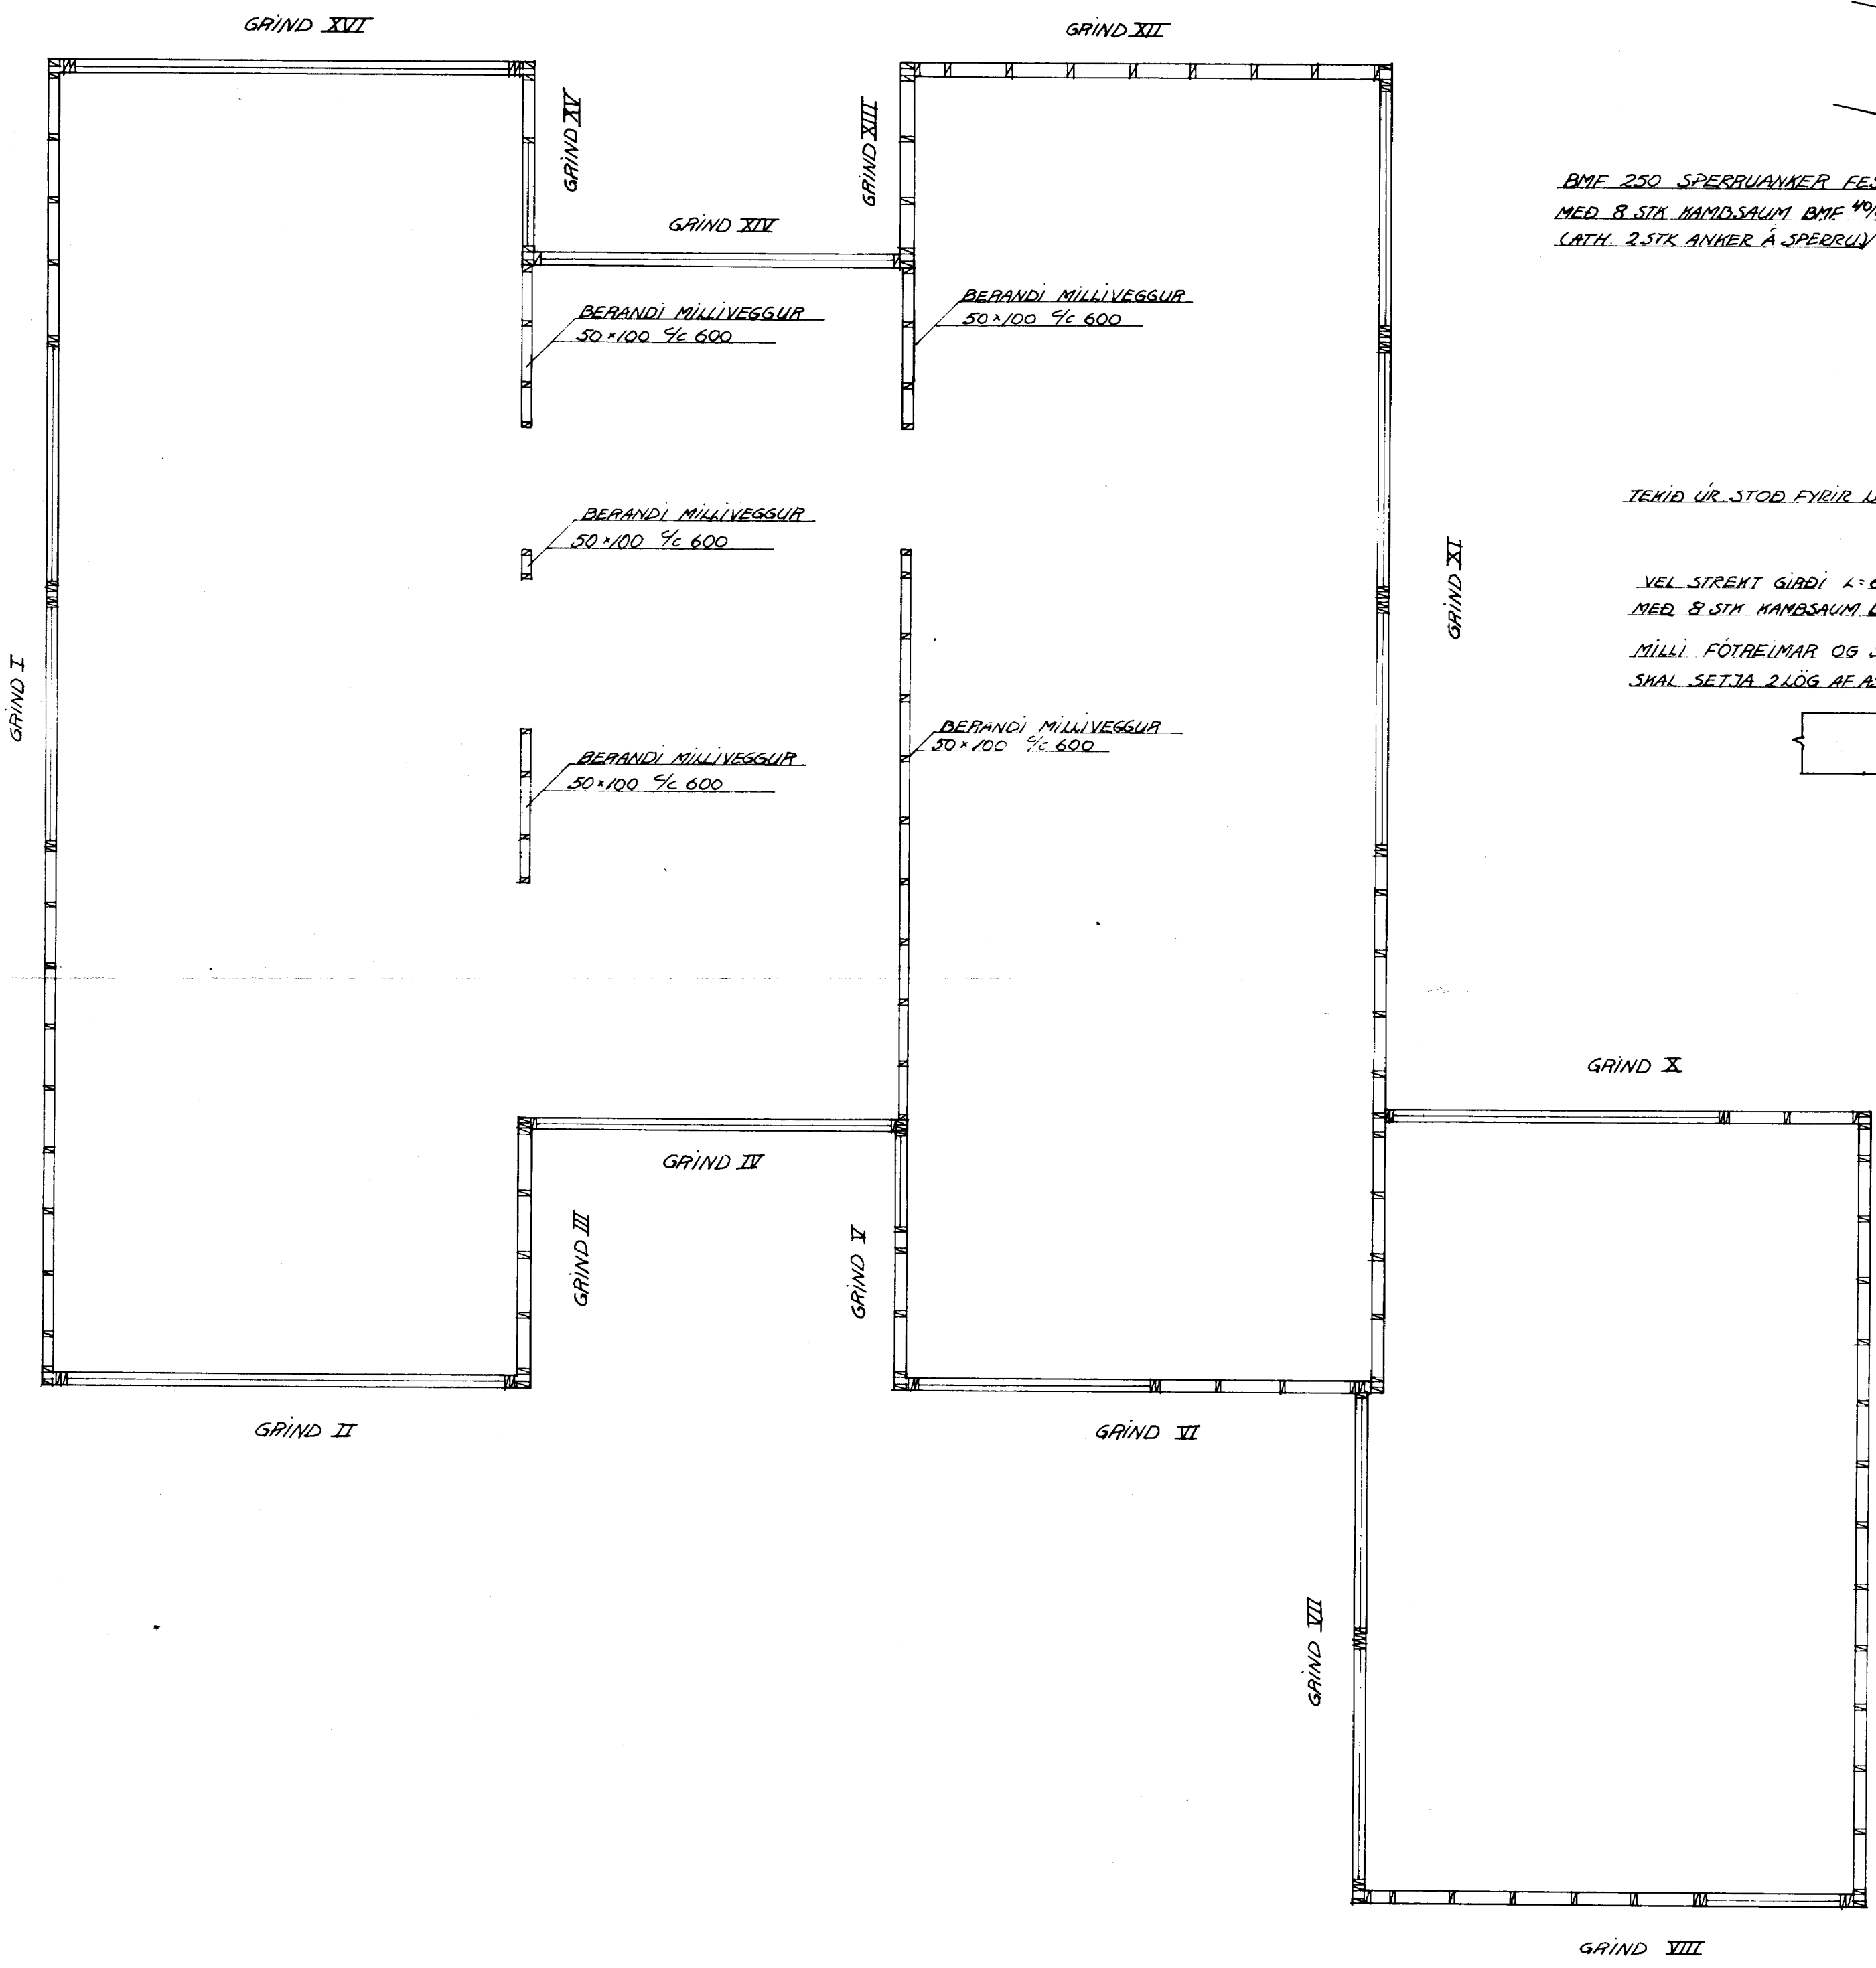 GRIND XVI
GRIND XII
GRIND XV
GRIND XIII
GRIND XIV
BMF 250 SPERRUANKER
MEÐ 8 STK KAMBSAUM BMF
(ATH. 2 STK ANKER Á SPERRU)
BERANDI MILLIVEGGUR
50×100 c/c 600
BERANDI MILLIVEGGUR
50×100 c/c 600
BERANDI MILLIVEGGUR
50×100 c/c 600
TEKIÐ ÚR STOÐ FYRIR
GRIND XI
VEL STREKT GIRÐI L=
MEÐ 8 STK KAMBSAUM
MILLI FÓTREIMAR OG
SKAL SETJA 2 LÖG AF
GRIND I
BERANDI MILLIVEGGUR
50×100 c/c 600
BERANDI MILLIVEGGUR
50×100 c/c 600
GRIND X
GRIND IV
GRIND III
GRIND V
GRIND II
GRIND VI
GRIND VII
GRIND VIII